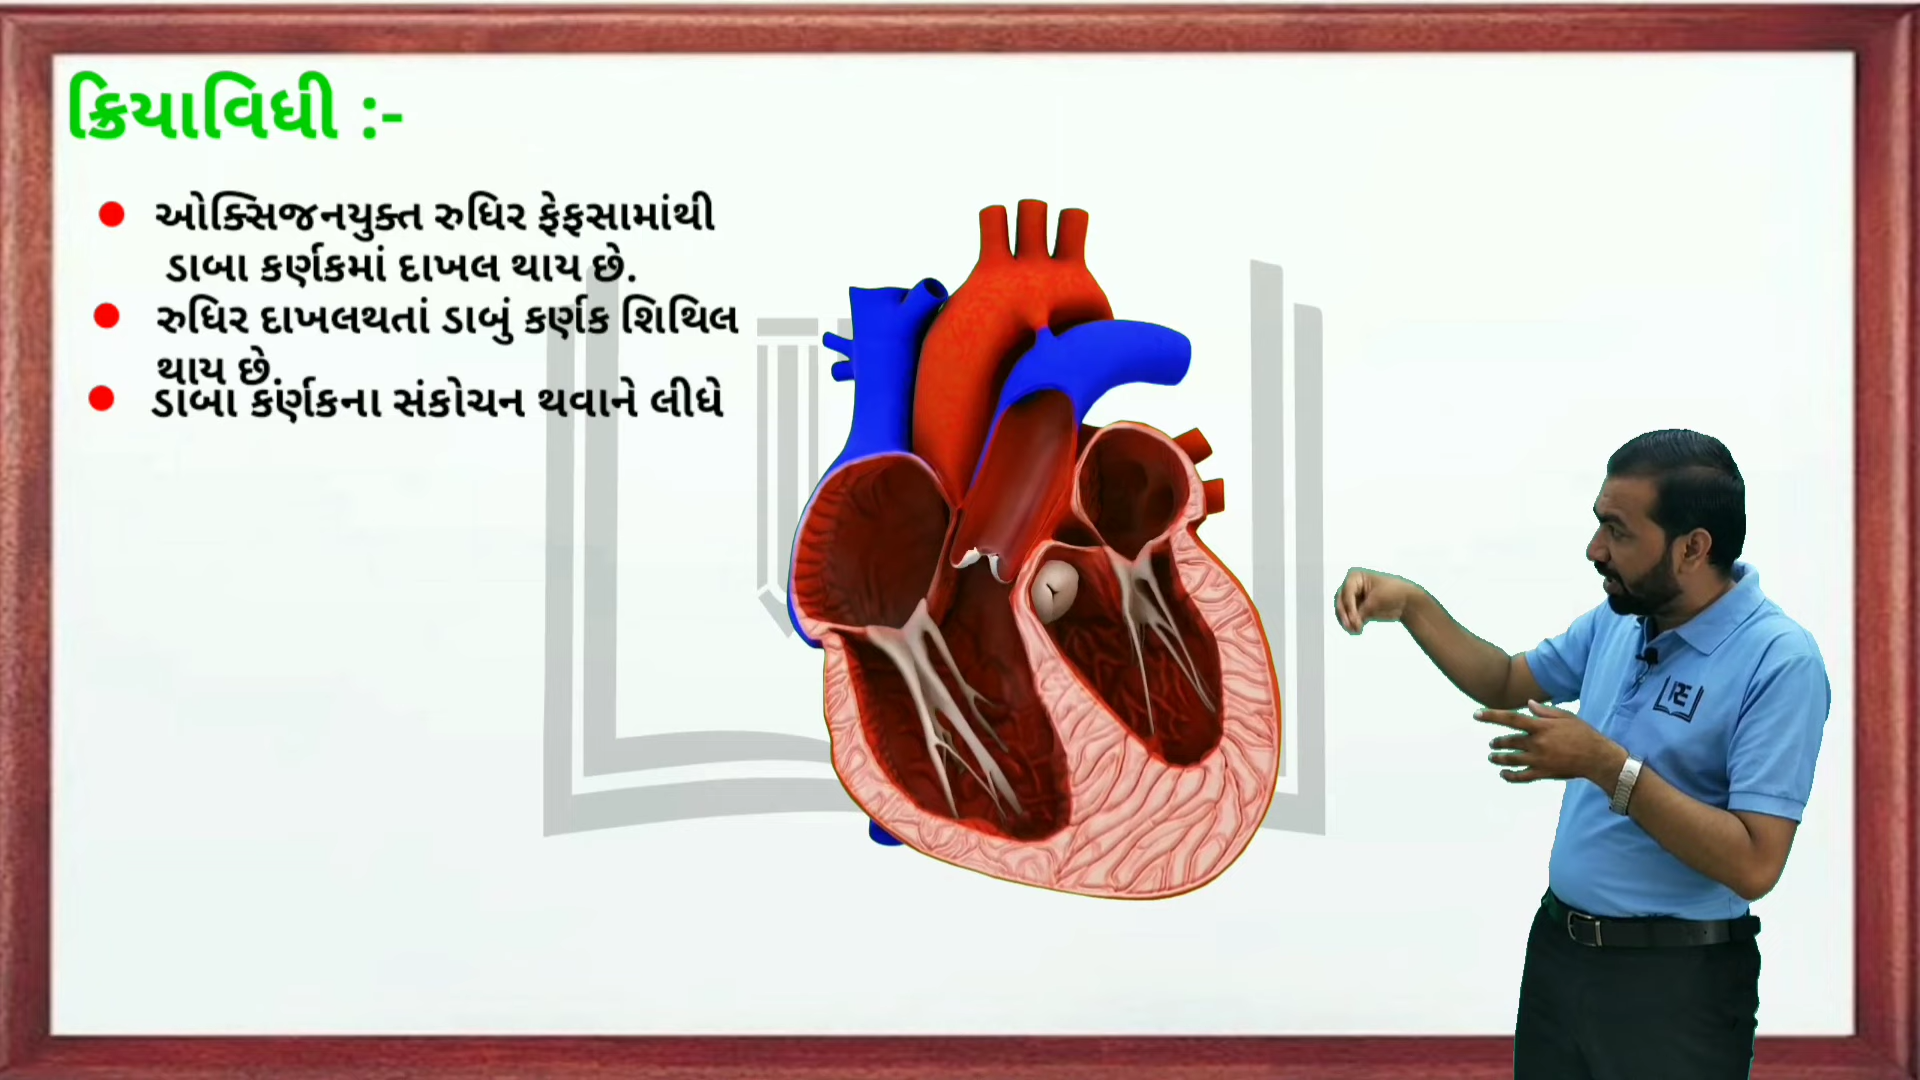 ક્રિયાવિધી :-
ઓક્સિજનયુક્ત રુધિર ફેફસામાંથી
ડાબા કર્ણકમાં દાખલ થાય છે.
રુધિર દાખલથતાં ડાબું કર્ણક શિથિલ
થાય છે.
ડાબા કર્ણકના સંકોચન થવાને લીધે